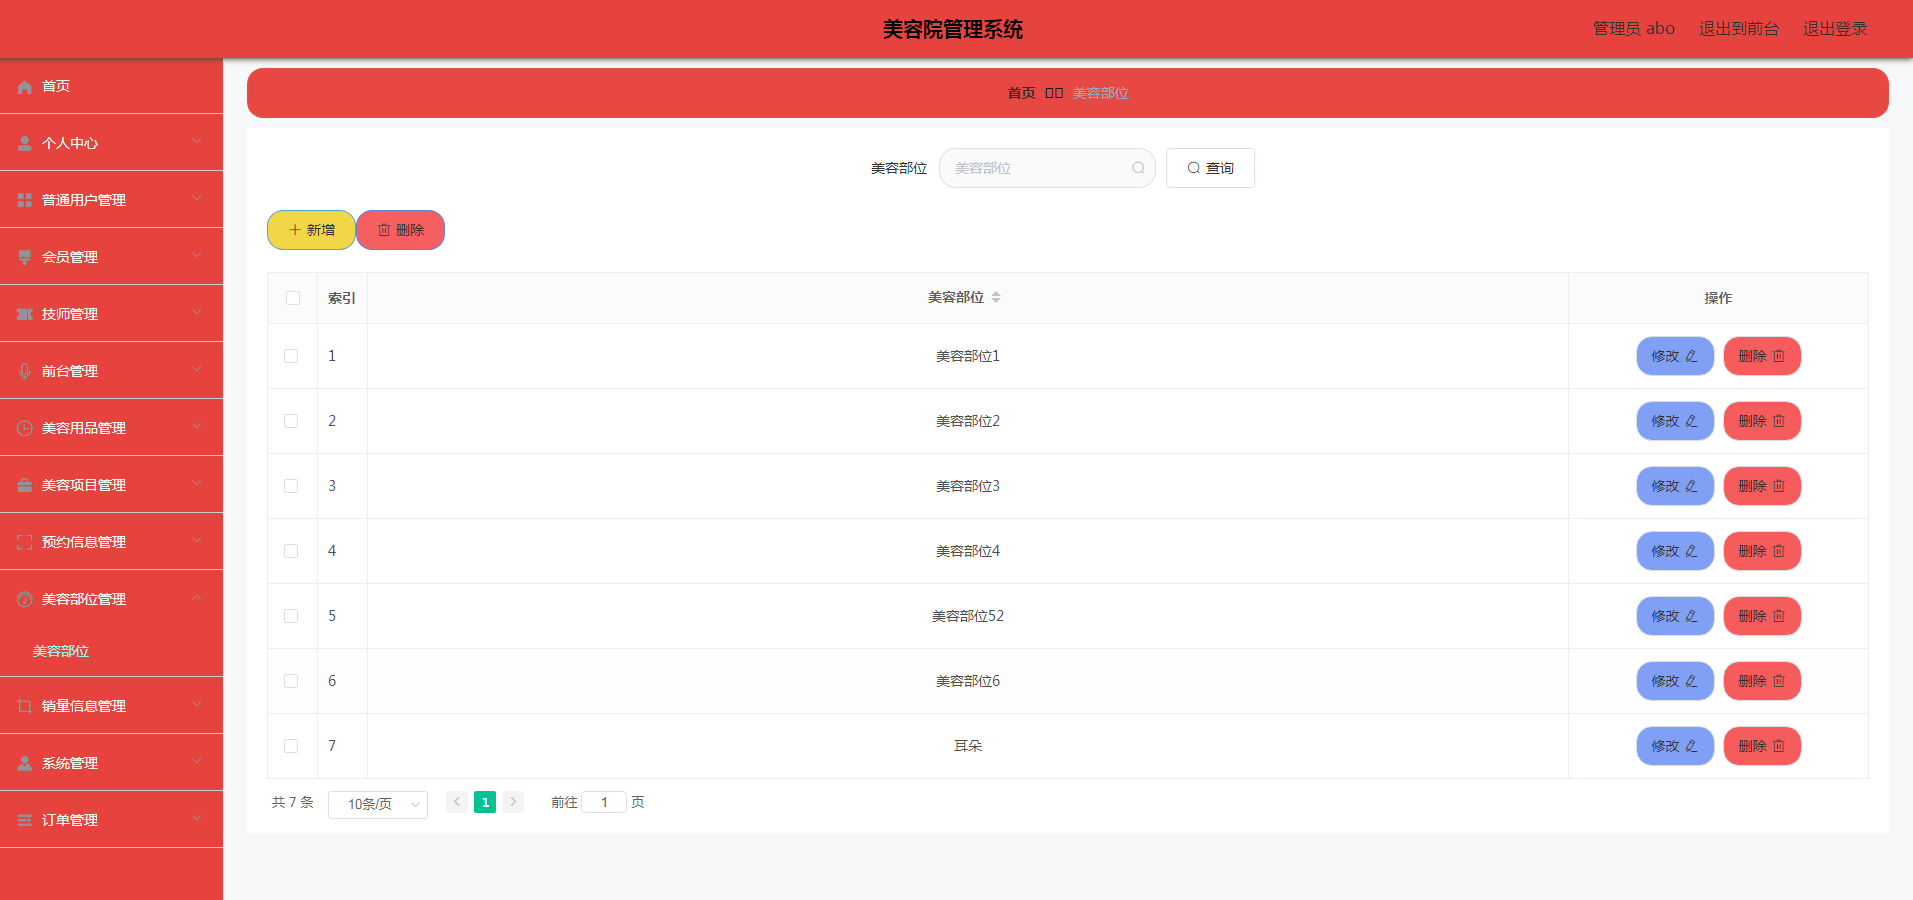 美容院管理系统
管理员 abo 退出到前台 退出登录
首页
个人中心
普通用户管理
会员管理
技师管理
前台管理
美容用品管理
美容项目管理
预约信息管理
美容部位管理
美容部位
销量信息管理
系统管理
订单管理
首页 美容部位
美容部位 美容部位 查询
新增 删除
索引 美容部位 操作
1 美容部位1 修改 删除
2 美容部位2 修改 删除
3 美容部位3 修改 删除
4 美容部位4 修改 删除
5 美容部位52 修改 删除
6 美容部位6 修改 删除
7 耳朵 修改 删除
共 7 条 10条/页 1 前往 1 页